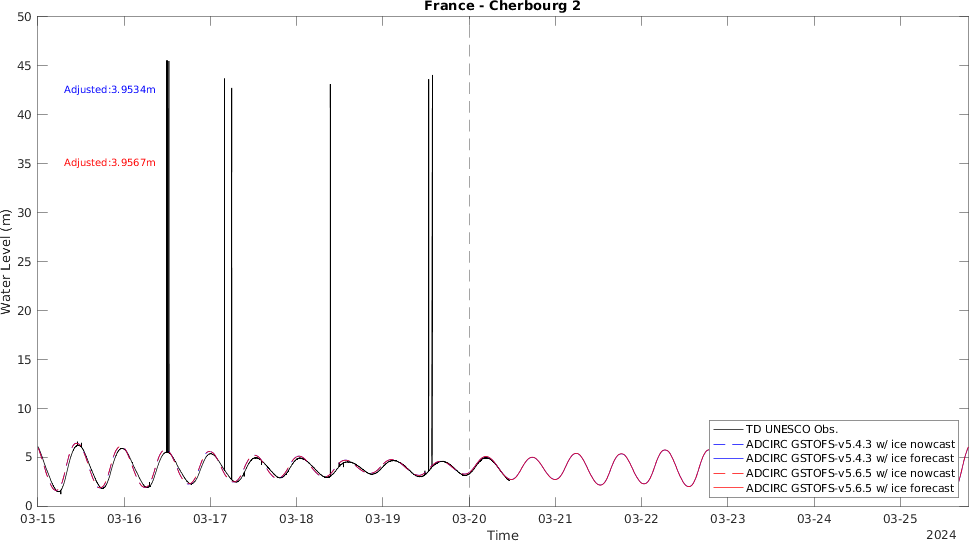 France - Cherbourg 2
50
45
40
35
30
25
20
15
10
5
0
Water Level (m)
Adjusted:3.9534m
Adjusted:3.9567m
TD UNESCO Obs.
ADCIRC GSTOFS-v5.4.3 w/ ice nowcast
ADCIRC GSTOFS-v5.4.3 w/ ice forecast
ADCIRC GSTOFS-v5.6.5 w/ ice nowcast
ADCIRC GSTOFS-v5.6.5 w/ ice forecast
03-15 03-16 03-17 03-18 03-19 03-20 03-21 03-22 03-23 03-24 03-25
Time
2024